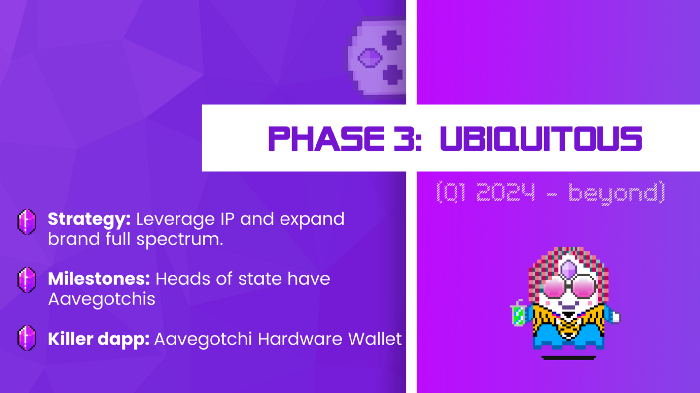 PHASE 3: UBIQUITOUS
(Q1 2024 - beyond)
Strategy: Leverage IP and expand
brand full spectrum.
Milestones: Heads of state have
Aavegotchis
Killer dapp: Aavegotchi Hardware Wallet